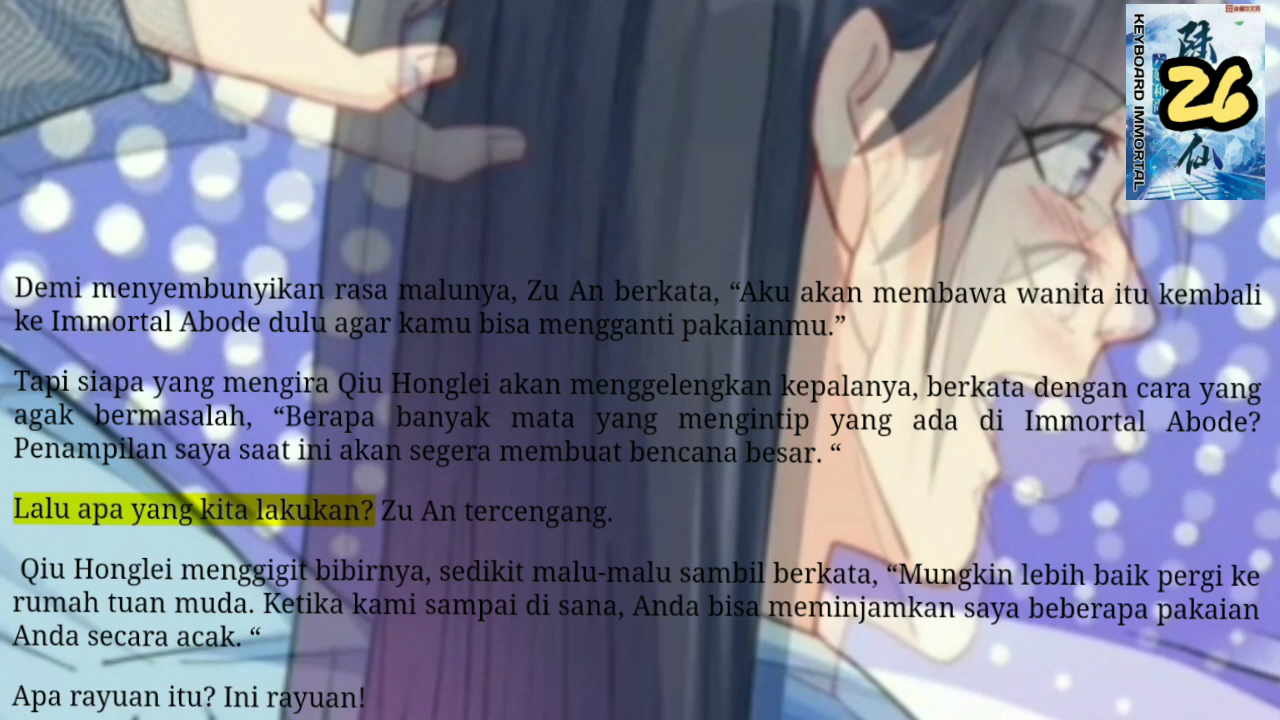 KEYBOARD IMMORTAL
陆
26
仙
Demi menyembunyikan rasa malunya, Zu An berkata, “Aku akan membawa wanita itu kembali
ke Immortal Abode dulu agar kamu bisa mengganti pakaianmu.”
Tapi siapa yang mengira Qiu Honglei akan menggelengkan kepalanya, berkata dengan cara yang
agak bermasalah, “Berapa banyak mata yang mengintip yang ada di Immortal Abode?
Penampilan saya saat ini akan segera membuat bencana besar. “
Lalu apa yang kita lakukan? Zu An tercengang.
Qiu Honglei menggigit bibirnya, sedikit malu-malu sambil berkata, “Mungkin lebih baik pergi ke
rumah tuan muda. Ketika kami sampai di sana, Anda bisa meminjamkan saya beberapa pakaian
Anda secara acak. “
Apa rayuan itu? Ini rayuan!